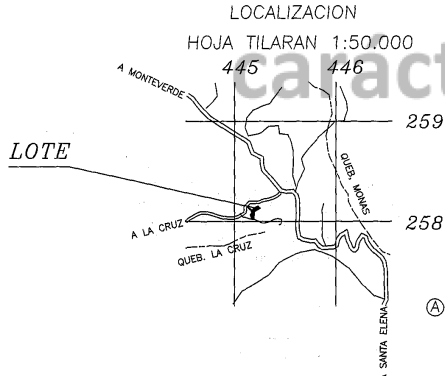 LOCALIZACION
HOJA TILARAN 1:50.000
445 446
caráct
A MONTEVERDE
259
LOTE
QUEB. MONAS
A LA CRUZ
258
QUEB. LA CRUZ
A
SANTA ELENA